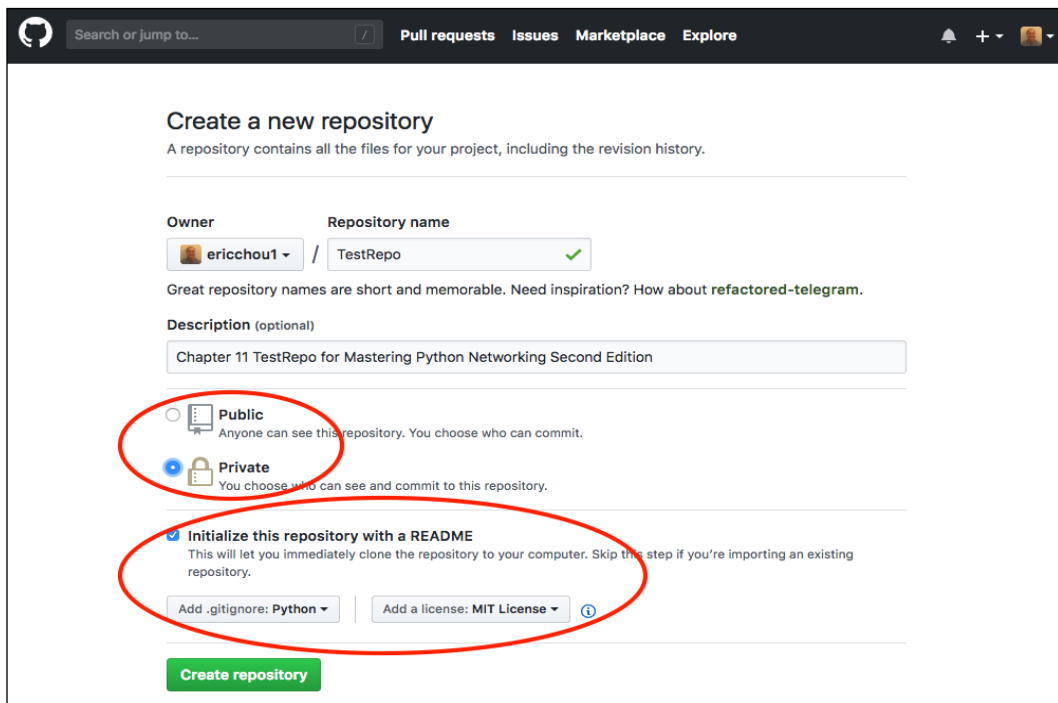 Search or jump to... / Pull requests Issues Marketplace Explore
Create a new repository
A repository contains all the files for your project, including the revision history.
Owner Repository name
ericchou1 / TestRepo
Great repository names are short and memorable. Need inspiration? How about refactored-telegram.
Description (optional)
Chapter 11 TestRepo for Mastering Python Networking Second Edition
Public
Anyone can see this repository. You choose who can commit.
Private
You choose who can see and commit to this repository.
Initialize this repository with a README
This will let you immediately clone the repository to your computer. Skip this step if you're importing an existing
repository.
Add .gitignore: Python Add a license: MIT License
Create repository